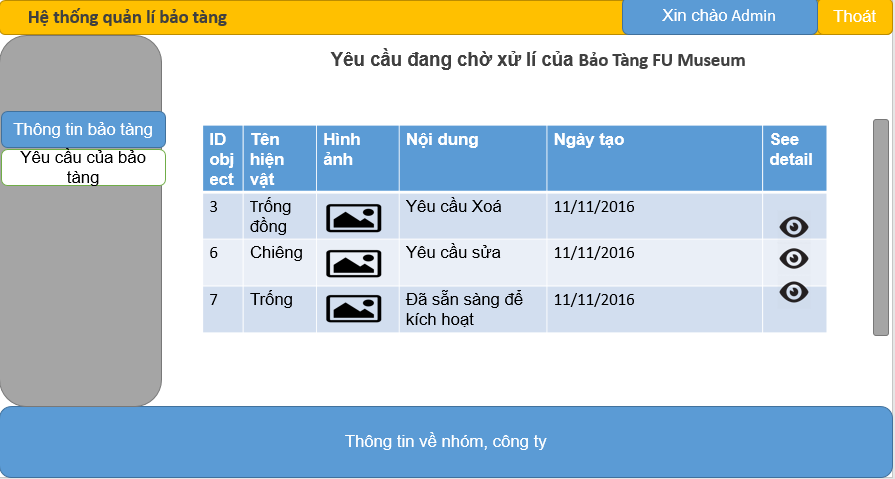 Hệ thống quản lí bảo tàng
Xin chào Admin
Thoát
Yêu cầu đang chờ xử lí của Bảo Tàng FU Museum
Thông tin bảo tàng
Yêu cầu của bảo
tàng
ID
obj
ect
Tên
hiện
vật
Hình
ảnh
Nội dung
Ngày tạo
See
detail
3
Trống
đồng
Yêu cầu Xoá
11/11/2016
6
Chiêng
Yêu cầu sửa
11/11/2016
7
Trống
Đã sẵn sàng để
kích hoạt
11/11/2016
Thông tin về nhóm, công ty